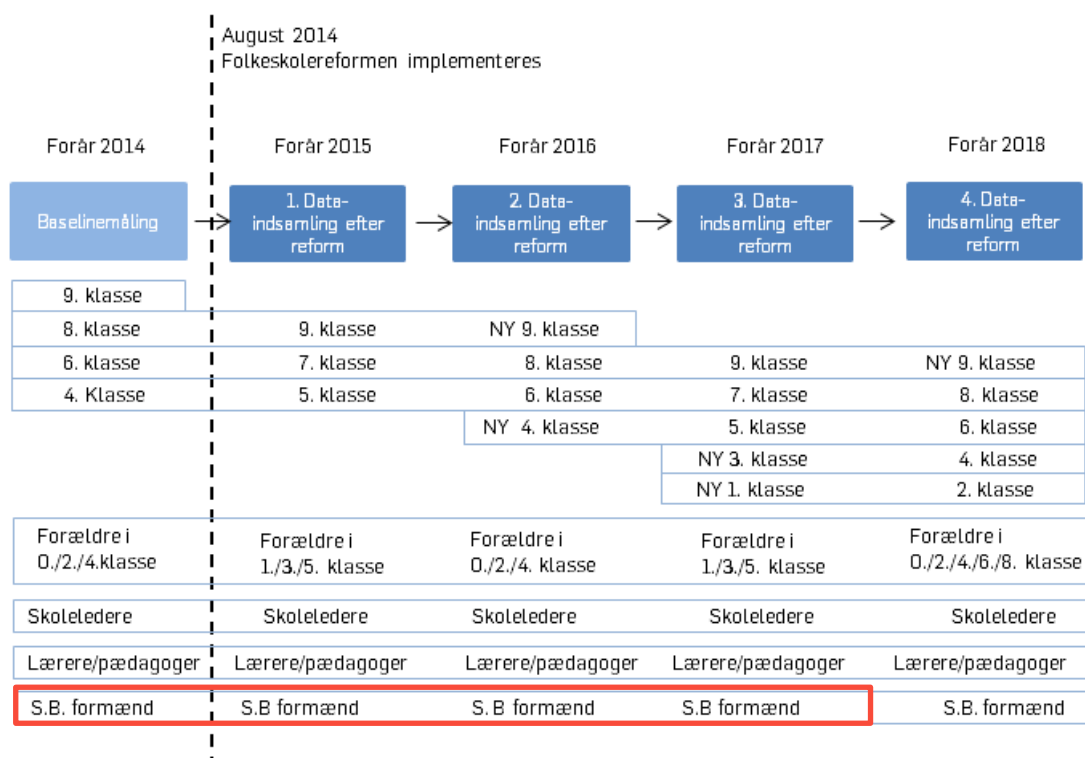 August 2014
Folkeskolereformen implementeres
Forår 2014 Forår 2015 Forår 2016 Forår 2017 Forår 2018
Baselinemåling
1. Data-
indsamling efter
reform
2. Data-
indsamling efter
reform
3. Data-
indsamling efter
reform
4. Data-
indsamling efter
reform
9. klasse
8. klasse 9. klasse NY 9. klasse
6. klasse 7. klasse 8. klasse 9. klasse NY 9. klasse
4. Klasse 5. klasse 6. klasse 7. klasse 8. klasse
NY 4. klasse 5. klasse 6. klasse
NY 3. klasse 4. klasse
NY 1. klasse 2. klasse
Forældre i
0./2./4.klasse
Forældre i
1./3./5. klasse
Forældre i
0./2./4. klasse
Forældre i
1./3./5. klasse
Forældre i
0./2./4./6./8. klasse
Skoleledere Skoleledere Skoleledere Skoleledere Skoleledere
Lærere/pædagoger Lærere/pædagoger Lærere/pædagoger Lærere/pædagoger Lærere/pædagoger
S.B. formænd S.B formænd S. B formænd S.B formænd S.B. formænd